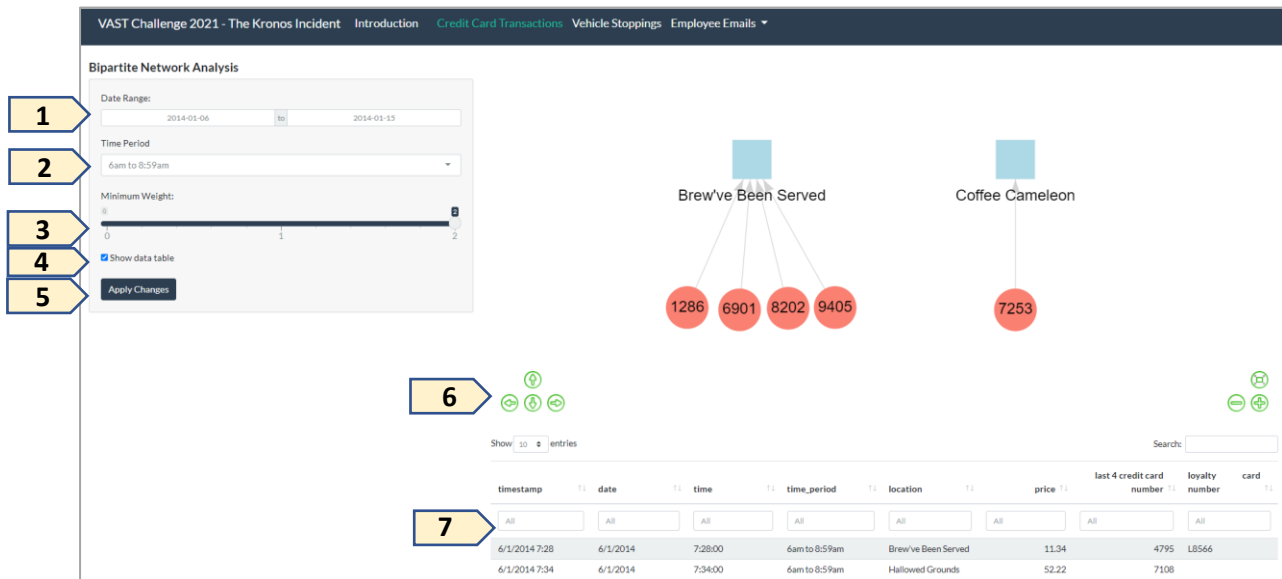 VAST Challenge 2021 - The Kronos Incident Introduction Credit Card Transactions Vehicle Stoppings Employee Emails
Bipartite Network Analysis
Date Range:
1
2014-01-06 to 2014-01-15
Time Period
2
6am to 8:59am
Minimum Weight:
0 2
3
0 1 2
4
Show data table
5
Apply Changes
Brew've Been Served Coffee Cameleon
1286 6901 8202 9405 7253
6
Show 10 entries Search:
timestamp date time time_period location price last 4 credit card number loyalty card number
7
All All All All All All All All
6/1/2014 7:28 6/1/2014 7:28:00 6am to 8:59am Brew've Been Served 11.34 4795 L8566
6/1/2014 7:34 6/1/2014 7:34:00 6am to 8:59am Hallowed Grounds 52.22 7108